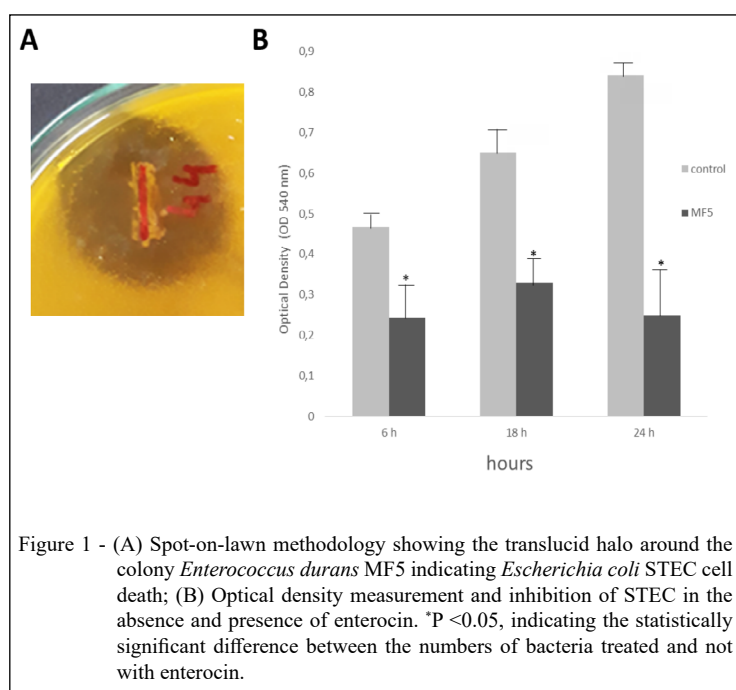 A
B
0,9
0,8
0,7
0,6
0,5
0,4
0,3
0,2
0,1
0
Optical Density (OD 540 nm)
*
*
*
control
MF5
6 h 18 h 24 h
hours
Figure 1 - (A) Spot-on-lawn methodology showing the translucid halo around the
colony Enterococcus durans MF5 indicating Escherichia coli STEC cell
death; (B) Optical density measurement and inhibition of STEC in the
absence and presence of enterocin. *P <0.05, indicating the statistically
significant difference between the numbers of bacteria treated and not
with enterocin.